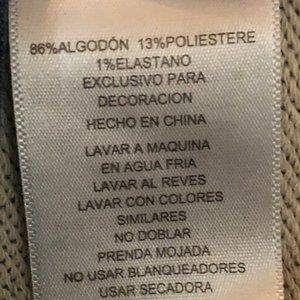 86%ALGODÓN 13%POLIESTERE
1%ELASTANO
EXCLUSIVO PARA
DECORACION
HECHO EN CHINA
LAVAR A MAQUINA
EN AGUA FRIA
LAVAR AL REVES
LAVAR CON COLORES
SIMILARES
NO DOBLAR
PRENDA MOJADA
NO USAR BLANQUEADORES
USAR SECADORA